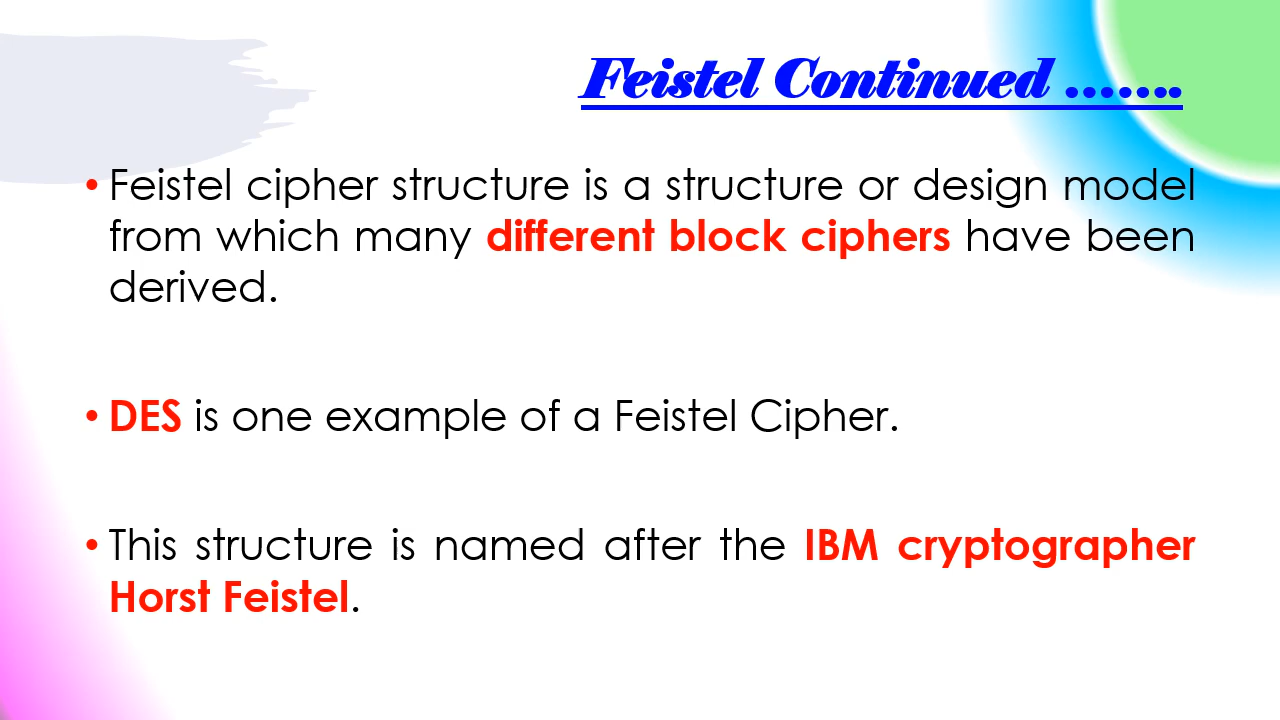 Feistel Continued …….
• Feistel cipher structure is a structure or design model
from which many different block ciphers have been
derived.
• DES is one example of a Feistel Cipher.
• This structure is named after the IBM cryptographer
Horst Feistel.